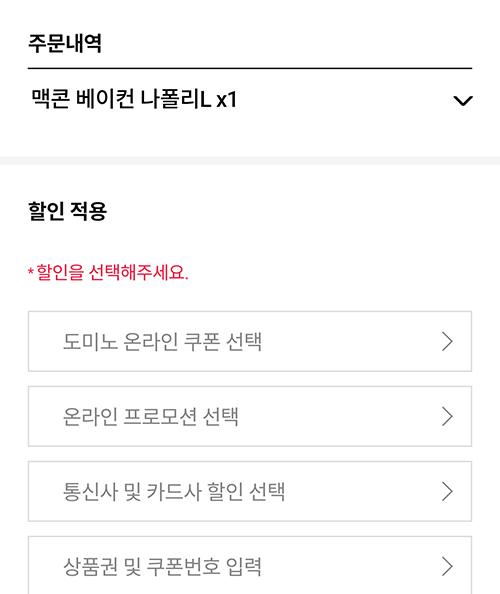 주문내역
맥콘 베이컨 나폴리L x1
할인 적용
*할인을 선택해주세요.
도미노 온라인 쿠폰 선택
온라인 프로모션 선택
통신사 및 카드사 할인 선택
상품권 및 쿠폰번호 입력